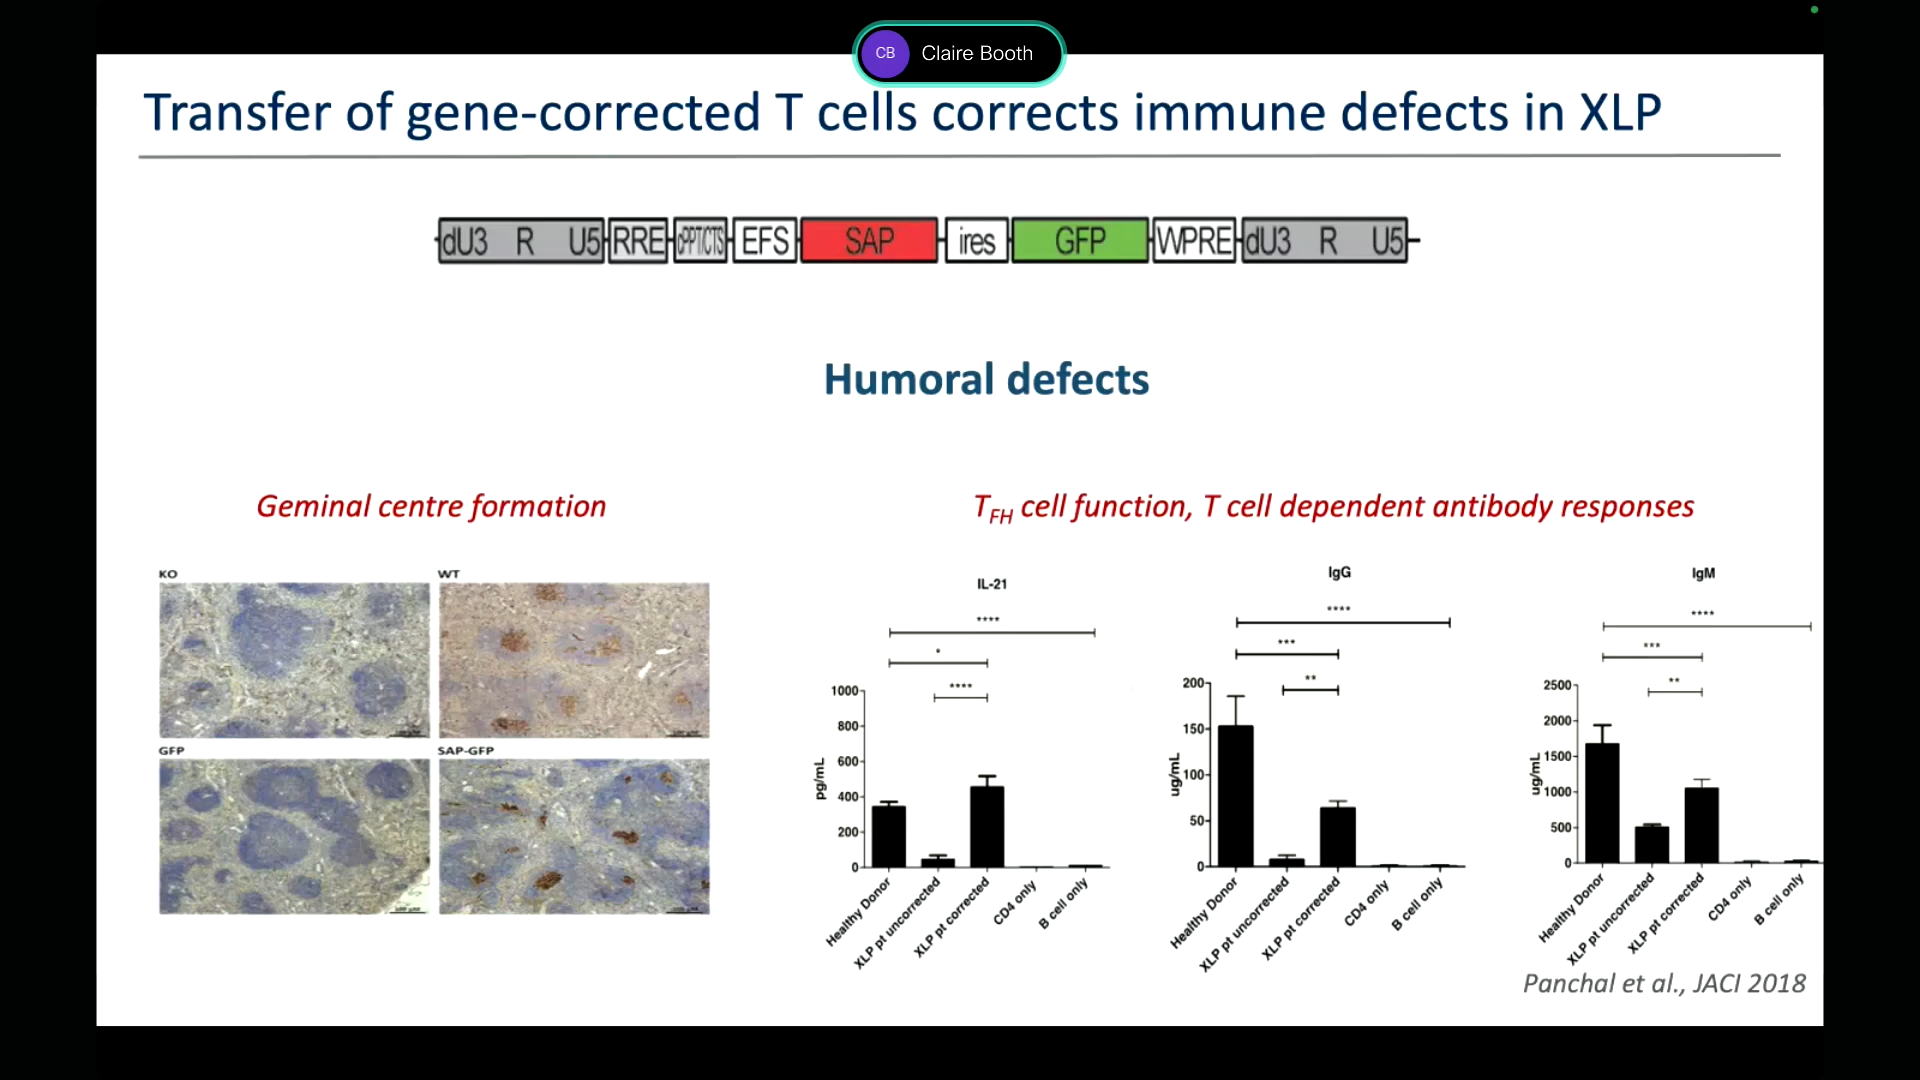 CB Claire Booth
Transfer of gene-corrected T cells corrects immune defects in XLP
dU3 R U5 RRE cPPT/CTS EFS SAP ires GFP WPRE dU3 R U5
Humoral defects
Geminal centre formation
KO WT
GFP SAP-GFP
TFH cell function, T cell dependent antibody responses
IL-21
****
*
****
pg/mL
1000
800
600
400
200
0
Healthy Donor
XLP pt uncorrected
XLP pt corrected
CD4 only
B cell only
IgG
****
***
**
ug/mL
200
150
100
50
0
Healthy Donor
XLP pt uncorrected
XLP pt corrected
CD4 only
B cell only
IgM
****
***
**
ug/mL
2500
2000
1500
1000
500
0
Healthy Donor
XLP pt uncorrected
XLP pt corrected
CD4 only
B cell only
Panchal et al., JACI 2018